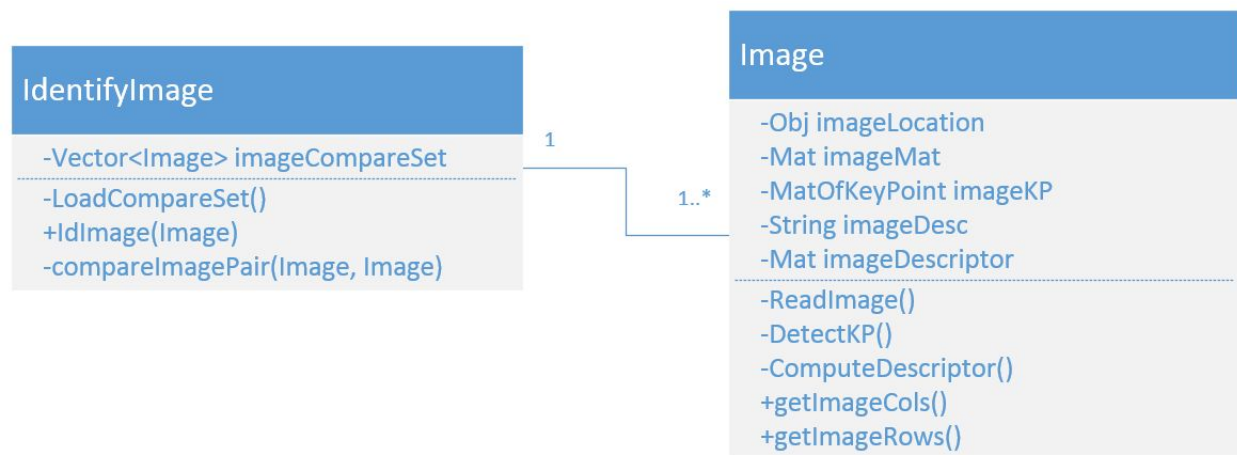 IdentifyImage
-Vector<Image> imageCompareSet
-LoadCompareSet()
+IdImage(Image)
-compareImagePair(Image, Image)
1
1..*
Image
-Obj imageLocation
-Mat imageMat
-MatOfKeyPoint imageKP
-String imageDesc
-Mat imageDescriptor
-ReadImage()
-DetectKP()
-ComputeDescriptor()
+getImageCols()
+getImageRows()